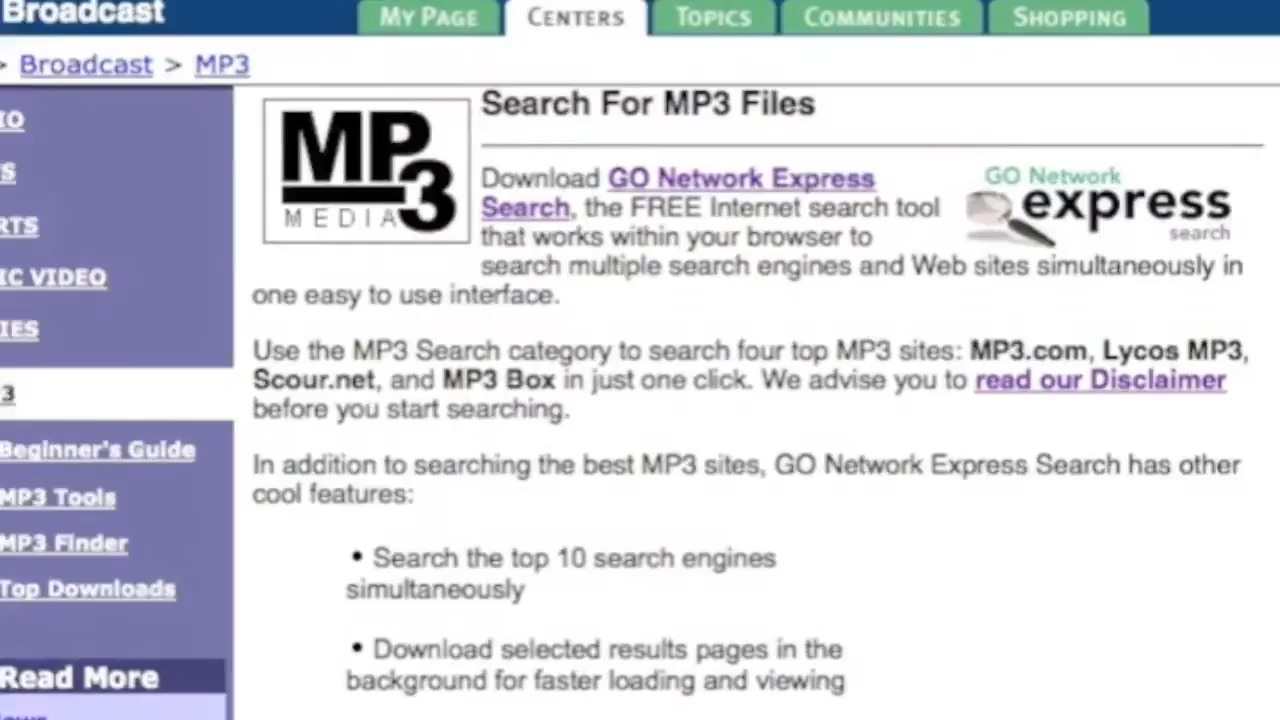 Broadcast
MY PAGE
CENTERS
TOPICS
COMMUNITIES
SHOPPING
> Broadcast > MP3
IO
S
RTS
IC VIDEO
IES
3
Beginner's Guide
MP3 Tools
MP3 Finder
Top Downloads
Read More
MP3
MEDIA
Search For MP3 Files
Download GO Network Express
Search, the FREE Internet search tool
that works within your browser to
search multiple search engines and Web sites simultaneously in
one easy to use interface.
GO Network
express
search
Use the MP3 Search category to search four top MP3 sites: MP3.com, Lycos MP3,
Scour.net, and MP3 Box in just one click. We advise you to read our Disclaimer
before you start searching.
In addition to searching the best MP3 sites, GO Network Express Search has other
cool features:
• Search the top 10 search engines
simultaneously
• Download selected results pages in the
background for faster loading and viewing